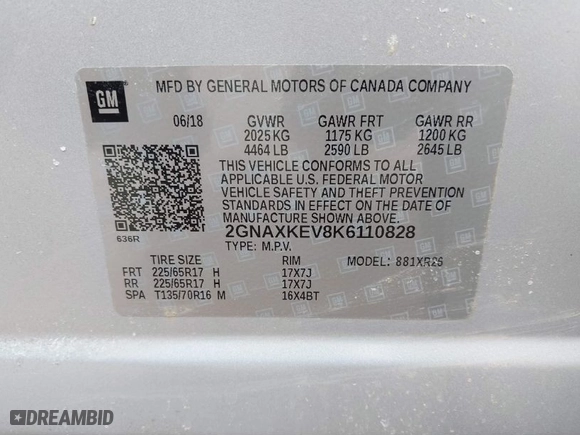 GM
MFD BY GENERAL MOTORS OF CANADA COMPANY
06/18 GVWR GAWR FRT GAWR RR
2025 KG 1175 KG 1200 KG
4464 LB 2590 LB 2645 LB
THIS VEHICLE CONFORMS TO ALL
APPLICABLE U.S. FEDERAL MOTOR
VEHICLE SAFETY AND THEFT PREVENTION
STANDARDS IN EFFECT ON THE DATE OF
MANUFACTURE SHOWN ABOVE.
636R
2GNAXKEV8K6110828
TYPE: M.P.V. MODEL: 881XR26
TIRE SIZE RIM
FRT 225/65R17 H 17X7J
RR 225/65R17 H 17X7J
SPA T135/70R16 M 16X4BT
DREAMBID